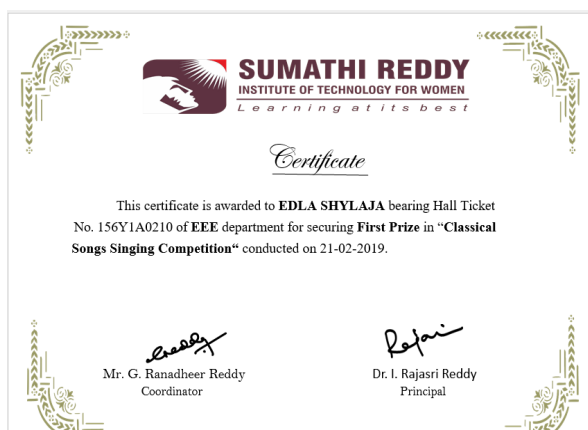 SUMATHI REDDY
INSTITUTE OF TECHNOLOGY FOR WOMEN
Learning at its best
Certificate
This certificate is awarded to EDLA SHYLAJA bearing Hall Ticket
No. 156Y1A0210 of EEE department for securing First Prize in “Classical
Songs Singing Competition“ conducted on 21-02-2019.
Mr. G. Ranadheer Reddy
Coordinator
Dr. I. Rajasri Reddy
Principal